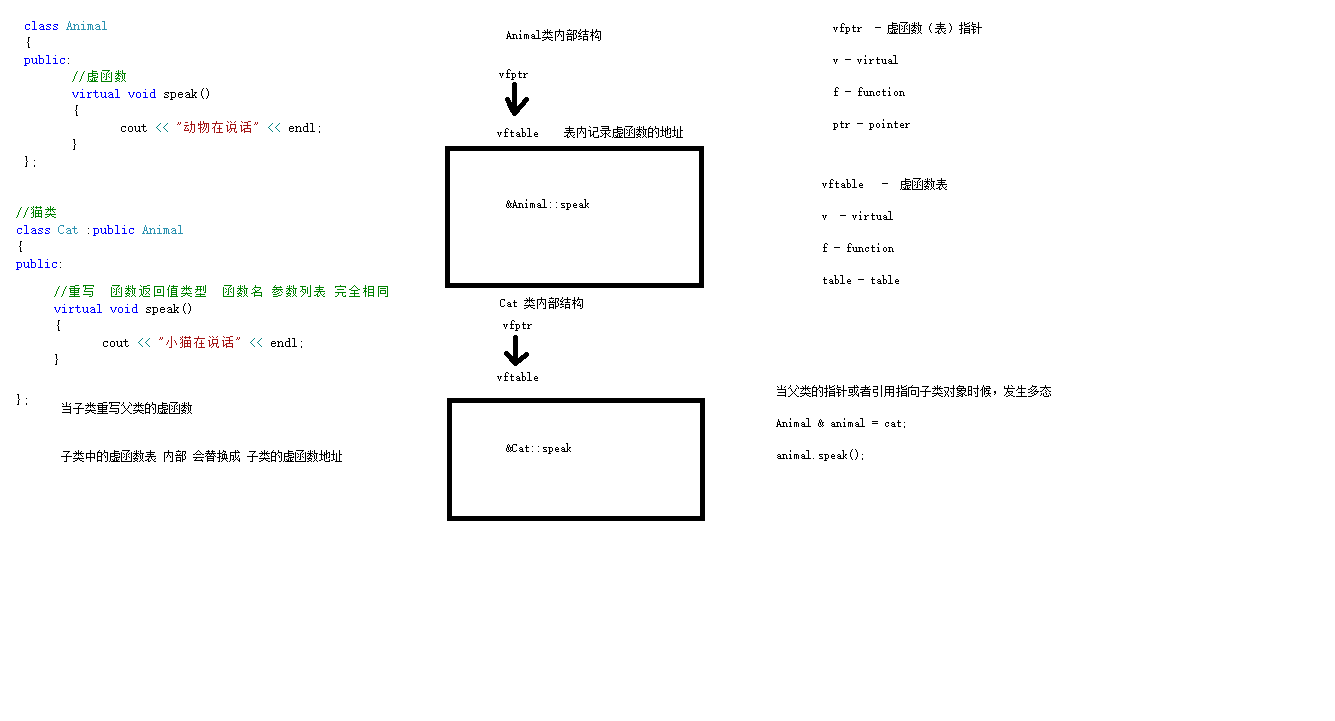 class Animal
{
public:
//虚函数
virtual void speak()
{
cout << "动物在说话" << endl;
}
};
//猫类
class Cat :public Animal
{
public:
//重写 函数返回值类型 函数名 参数列表 完全相同
virtual void speak()
{
cout << "小猫在说话" << endl;
}
};
当子类重写父类的虚函数
子类中的虚函数表 内部 会替换成 子类的虚函数地址
Animal类内部结构
vfptr
vftable 表内记录虚函数的地址
&Animal::speak
Cat 类内部结构
vfptr
vftable
&Cat::speak
vfptr - 虚函数（表）指针
v - virtual
f - function
ptr - pointer
vftable - 虚函数表
v - virtual
f - function
table - table
当父类的指针或者引用指向子类对象时候，发生多态
Animal & animal = cat;
animal.speak();